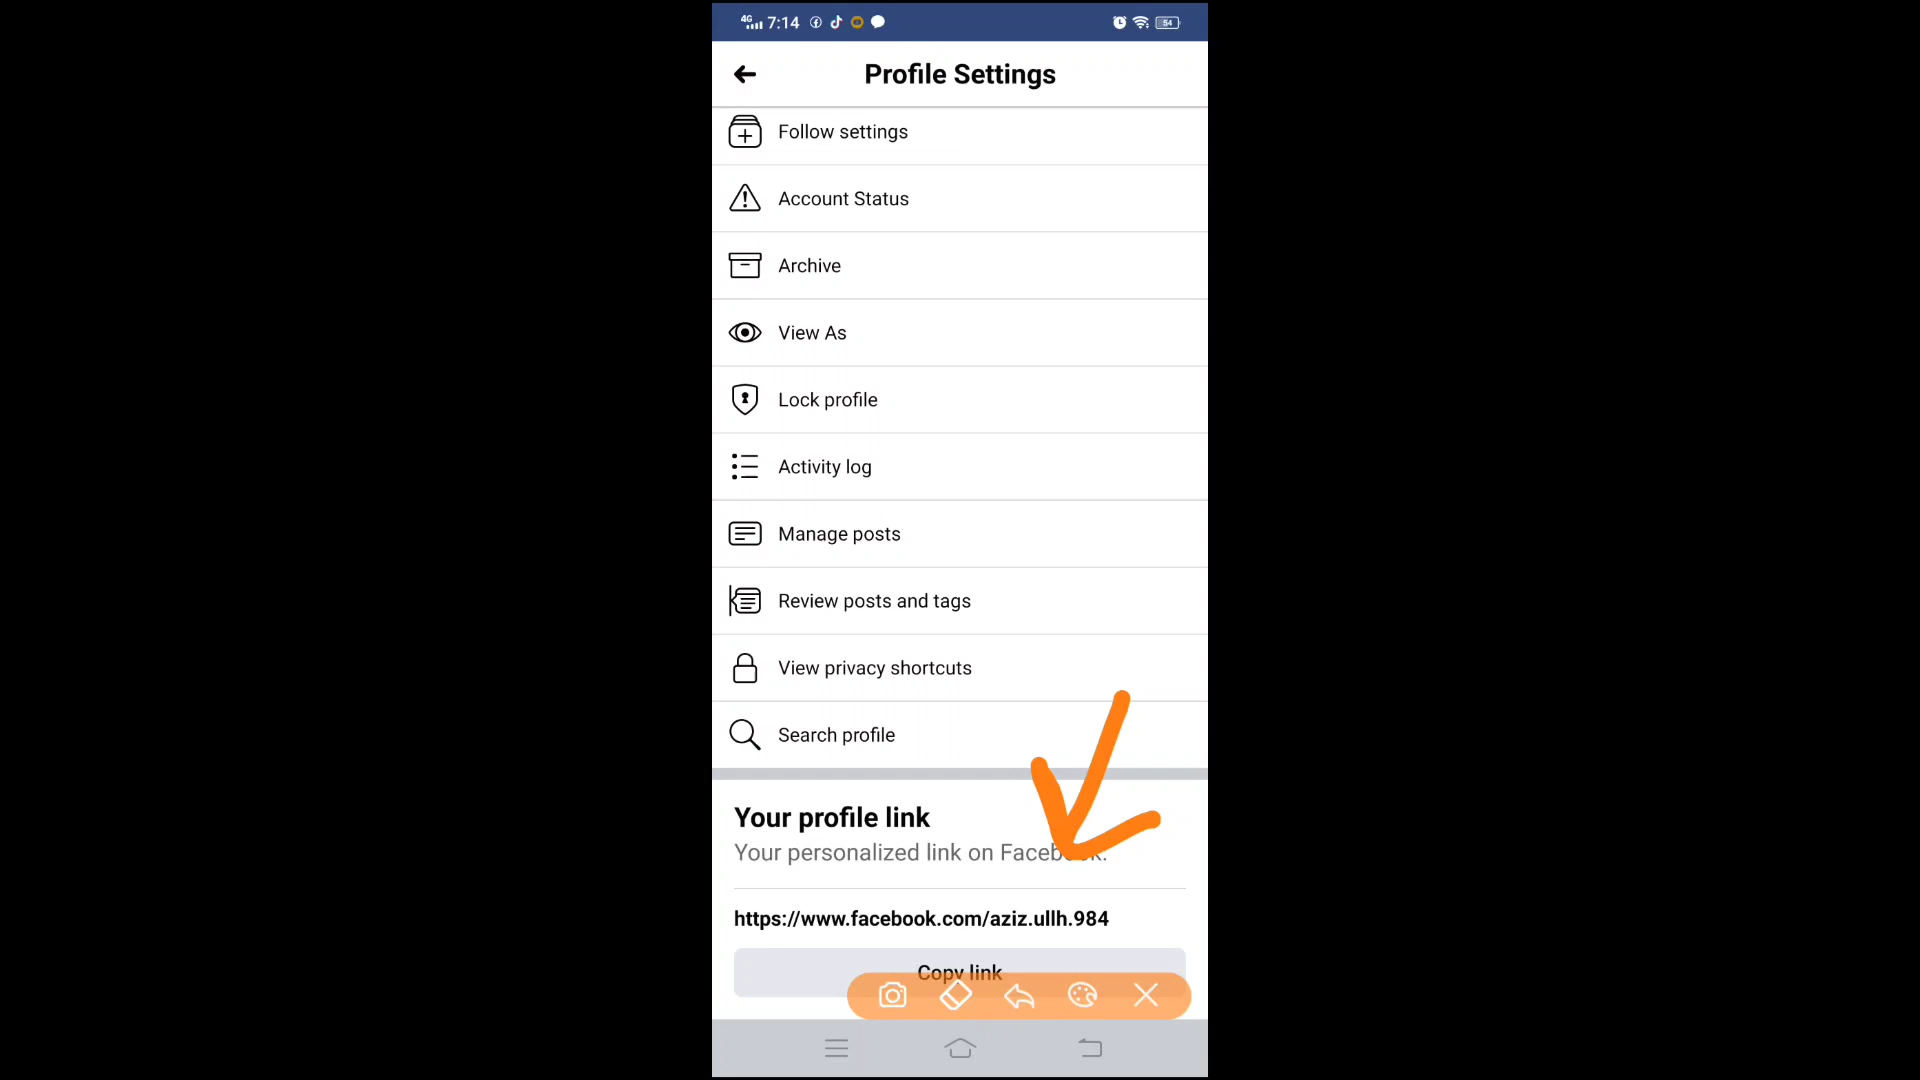 4G 7:14 54
Profile Settings
Follow settings
Account Status
Archive
View As
Lock profile
Activity log
Manage posts
Review posts and tags
View privacy shortcuts
Search profile
Your profile link
Your personalized link on Facebook.
https://www.facebook.com/aziz.ullh.984
Copy link